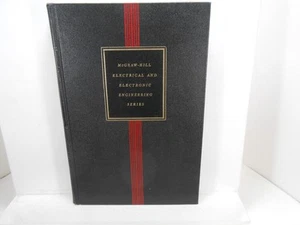 McGRAW-HILL
ELECTRICAL AND
ELECTRONIC
ENGINEERING
SERIES